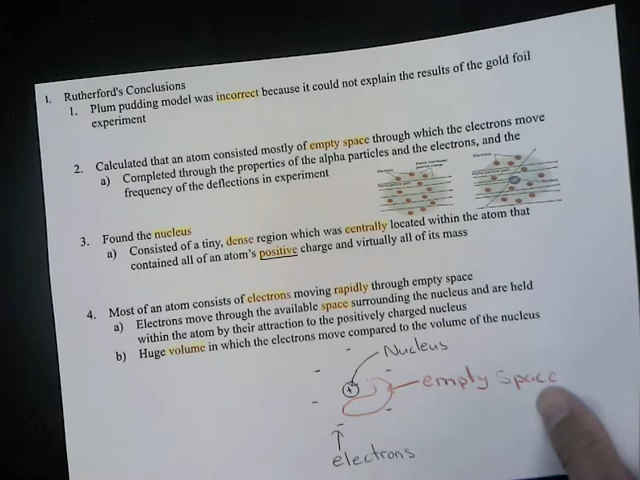 I. Rutherford's Conclusions
1. Plum pudding model was incorrect because it could not explain the results of the gold foil
experiment
2. Calculated that an atom consisted mostly of empty space through which the electrons move
a) Completed through the properties of the alpha particles and the electrons, and the
frequency of the deflections in experiment
3. Found the nucleus
a) Consisted of a tiny, dense region which was centrally located within the atom that
contained all of an atom's positive charge and virtually all of its mass
4. Most of an atom consists of electrons moving rapidly through empty space
a) Electrons move through the available space surrounding the nucleus and are held
within the atom by their attraction to the positively charged nucleus
b) Huge volume in which the electrons move compared to the volume of the nucleus
Nucleus
empty space
electrons